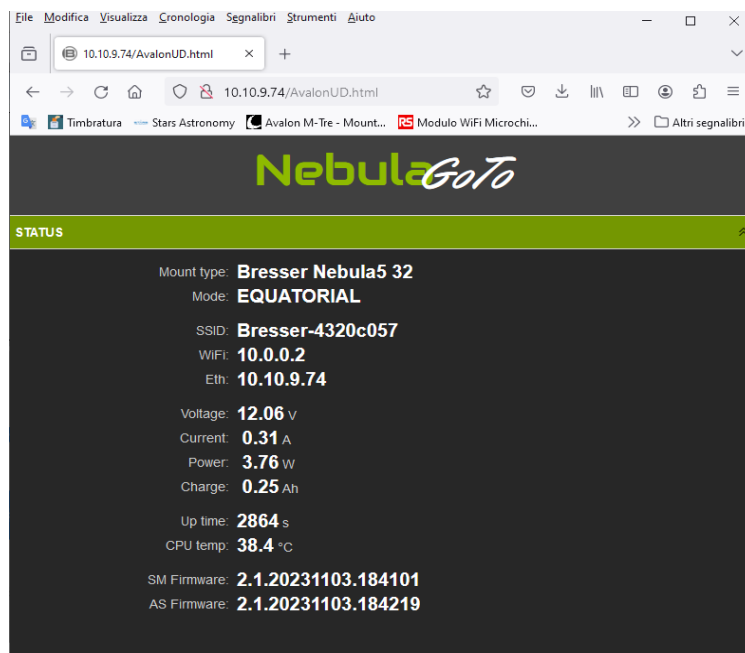 File Modifica Visualizza Cronologia Segnalibri Strumenti Aiuto
10.10.9.74/AvalonUD.html
10.10.9.74/AvalonUD.html
Timbratura Stars Astronomy Avalon M-Tre - Mount... RS Modulo WiFi Microchi... Altri segnalibri
Nebula GoTo
STATUS
Mount type: Bresser Nebula5 32
Mode: EQUATORIAL
SSID: Bresser-4320c057
WiFi: 10.0.0.2
Eth: 10.10.9.74
Voltage: 12.06 V
Current: 0.31 A
Power: 3.76 W
Charge: 0.25 Ah
Up time: 2864 s
CPU temp: 38.4 °C
SM Firmware: 2.1.20231103.184101
AS Firmware: 2.1.20231103.184219